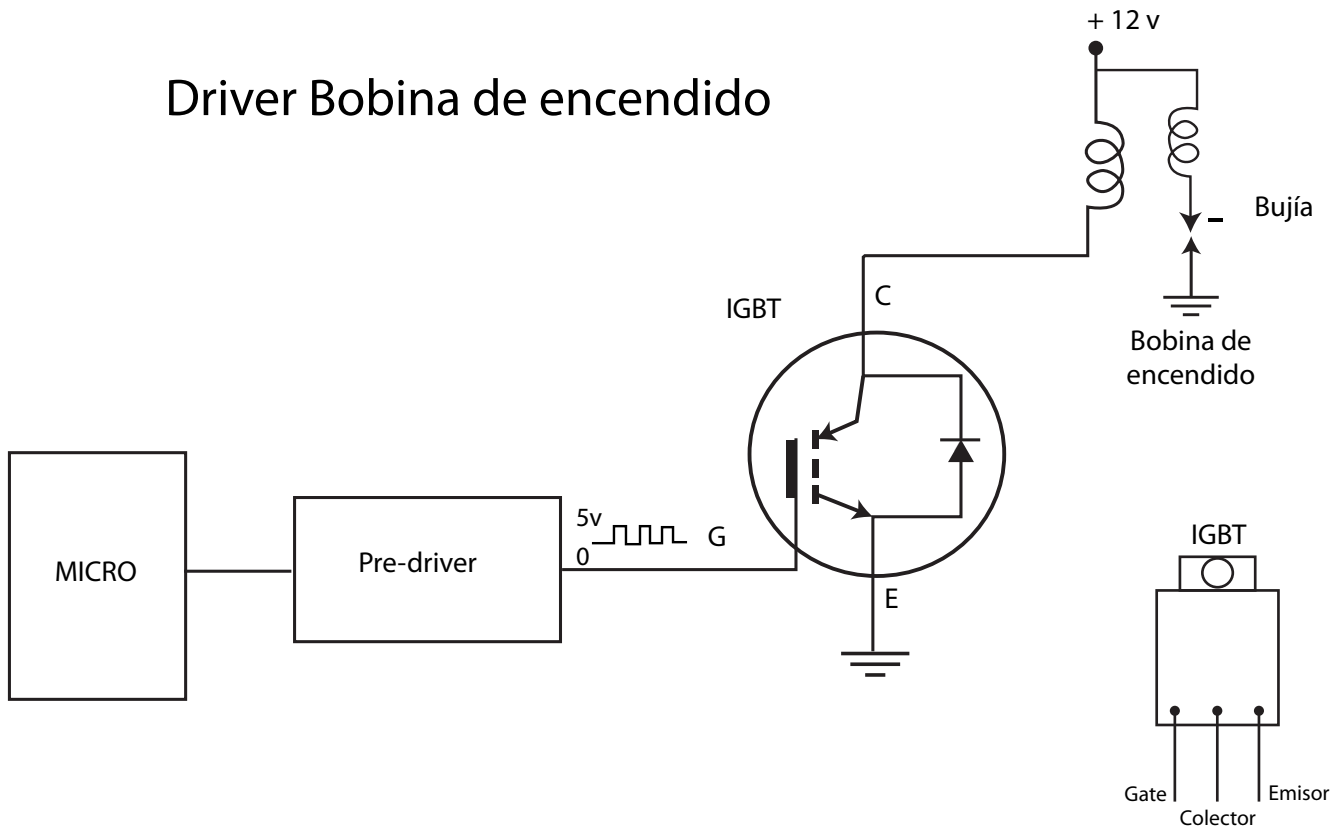 + 12 v
Driver Bobina de encendido
Bujía
C
IGBT
Bobina de
encendido
5v
G
0
MICRO
Pre-driver
E
IGBT
Gate
Emisor
Colector